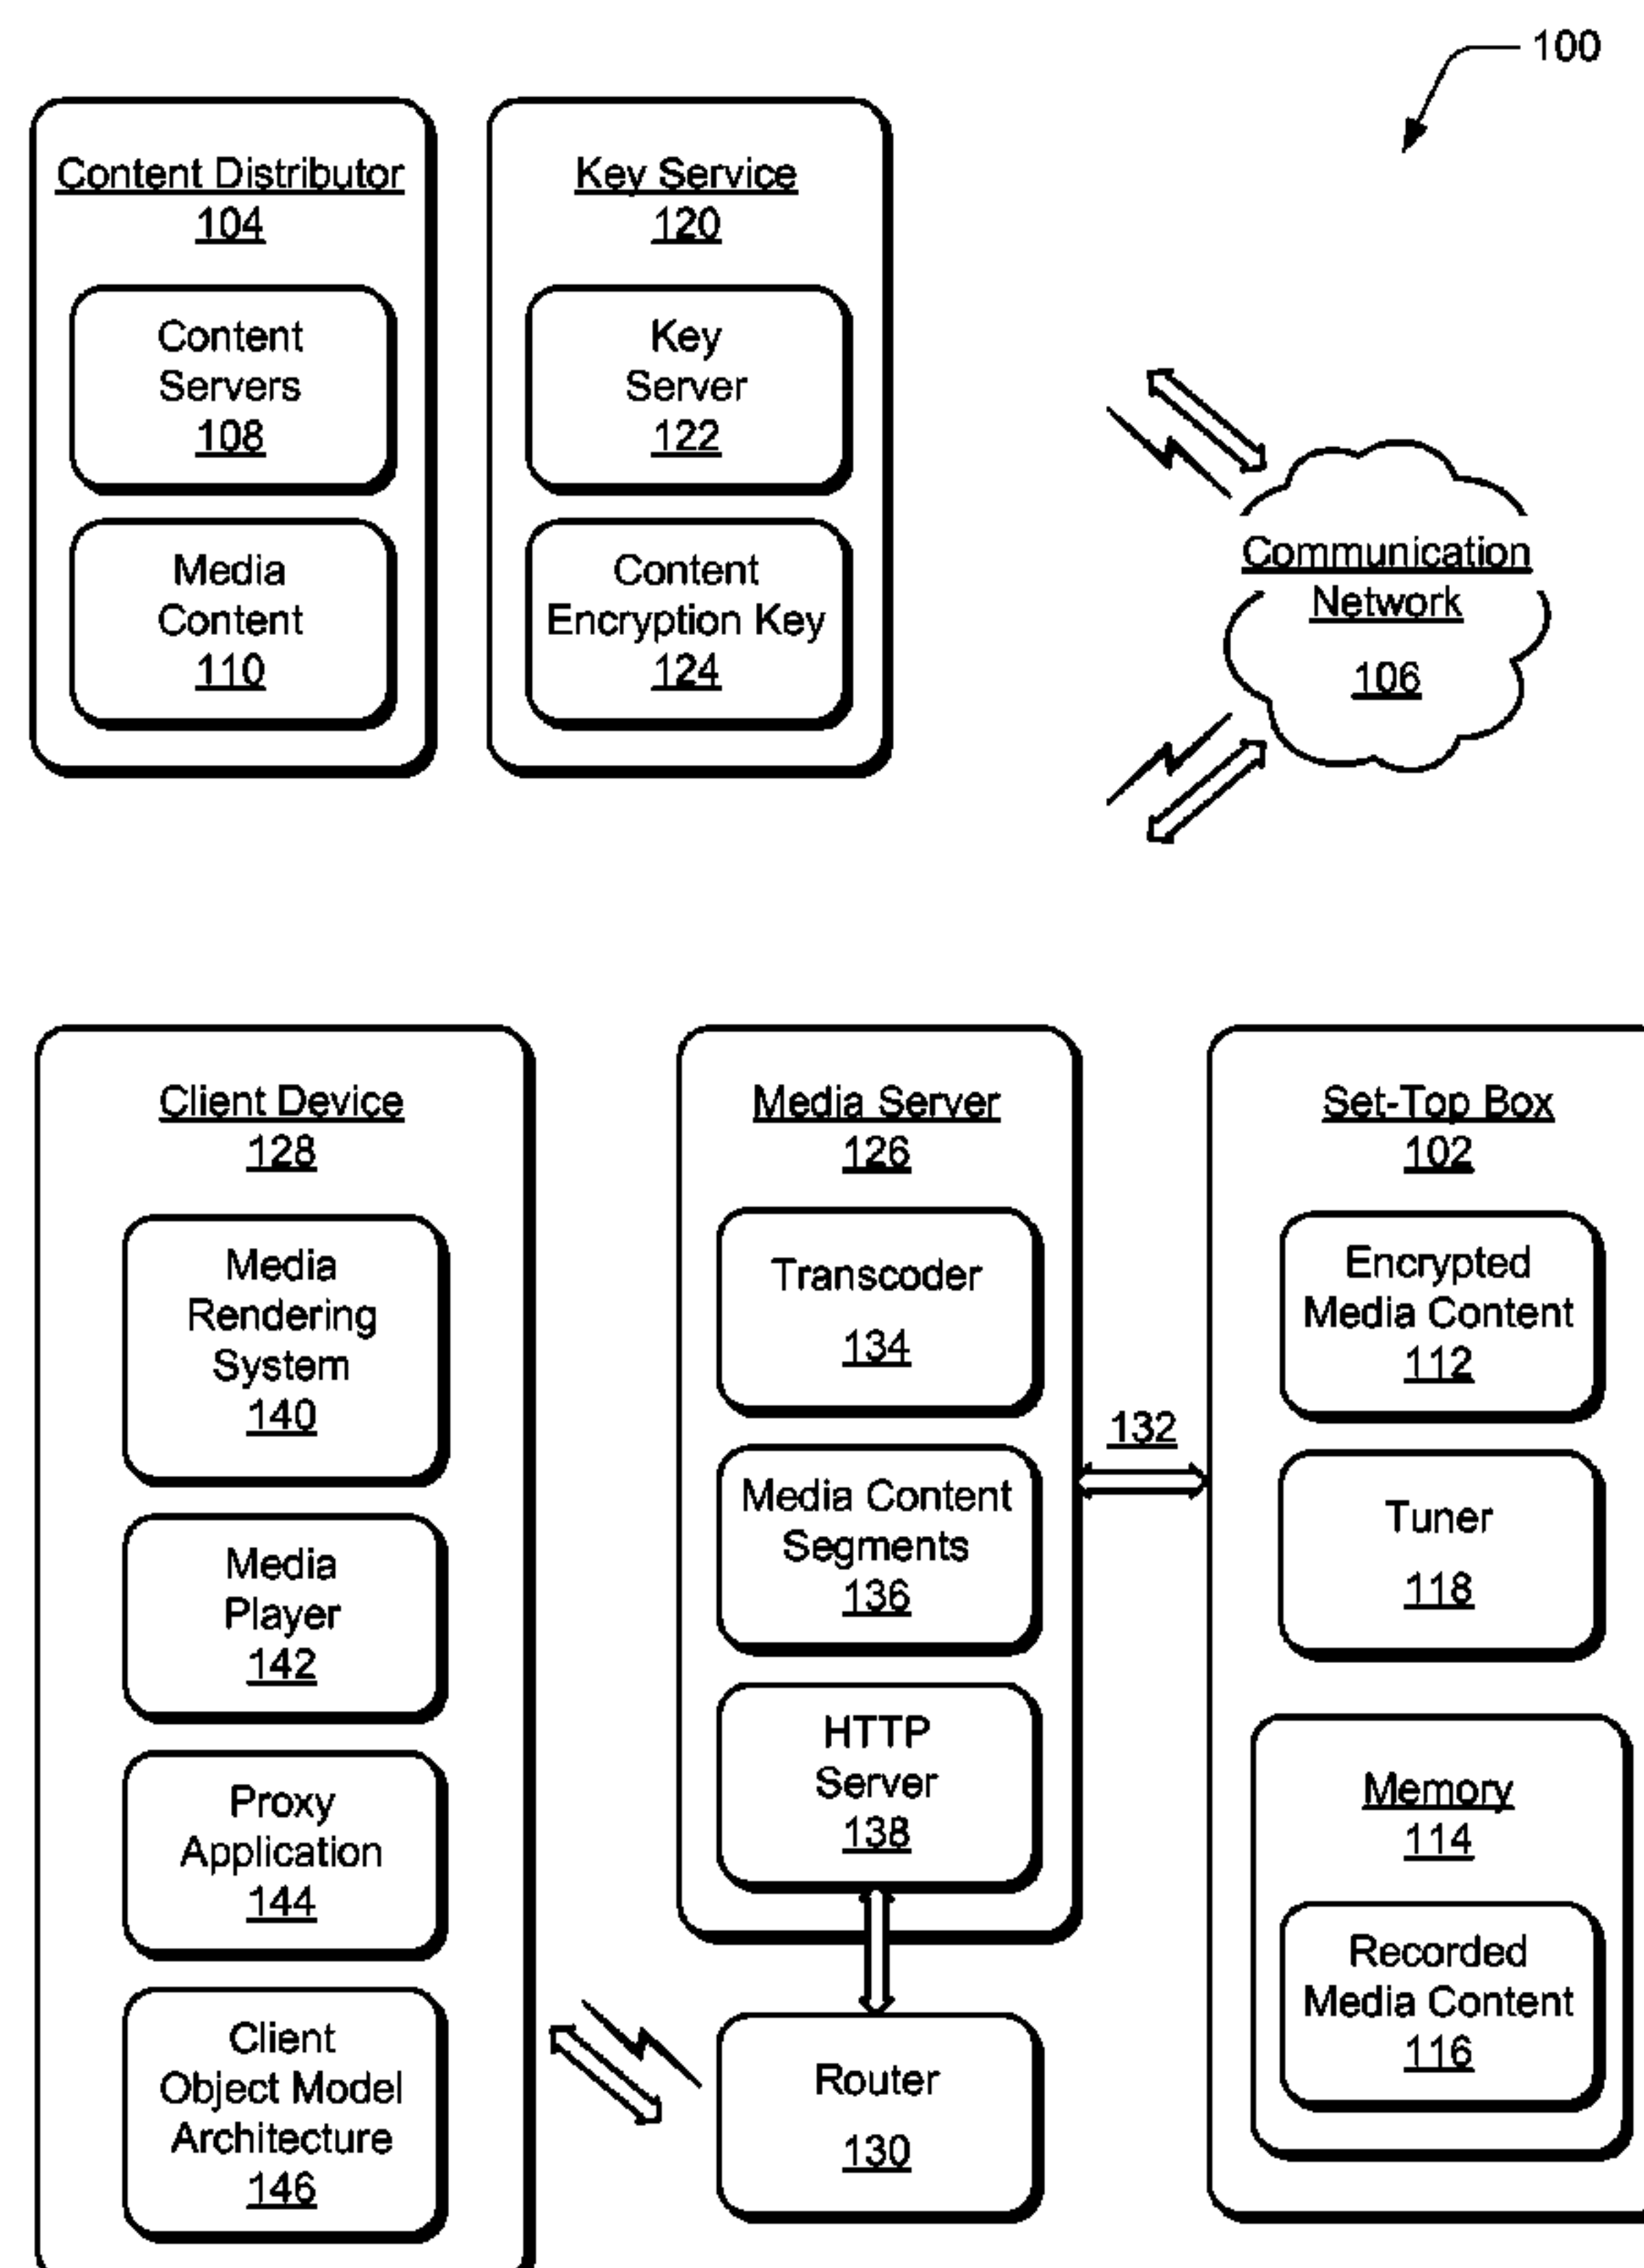 100
Content Distributor
104
Content
Servers
108
Media
Content
110
Key Service
120
Key
Server
122
Content
Encryption Key
124
Communication
Network
106
Client Device
128
Media
Rendering
System
140
Media
Player
142
Proxy
Application
144
Client
Object Model
Architecture
146
Media Server
126
Transcoder
134
Media Content
Segments
136
HTTP
Server
138
Router
130
132
Set-Top Box
102
Encrypted
Media Content
112
Tuner
118
Memory
114
Recorded
Media Content
116